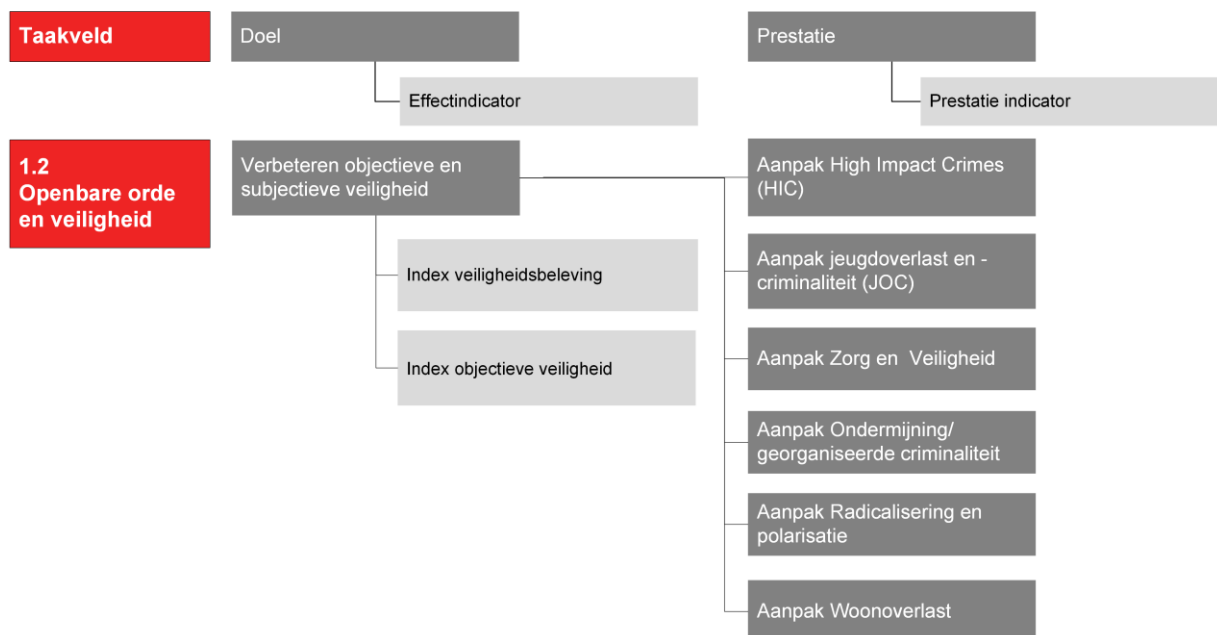 Taakveld
Doel
Prestatie
Effectindicator
Prestatie indicator
1.2
Openbare orde
en veiligheid
Verbeteren objectieve en
subjectieve veiligheid
Index veiligheidsbeleving
Index objectieve veiligheid
Aanpak High Impact Crimes
(HIC)
Aanpak jeugdoverlast en -
criminaliteit (JOC)
Aanpak Zorg en  Veiligheid
Aanpak Ondermijning/
georganiseerde criminaliteit
Aanpak Radicalisering en
polarisatie
Aanpak Woonoverlast